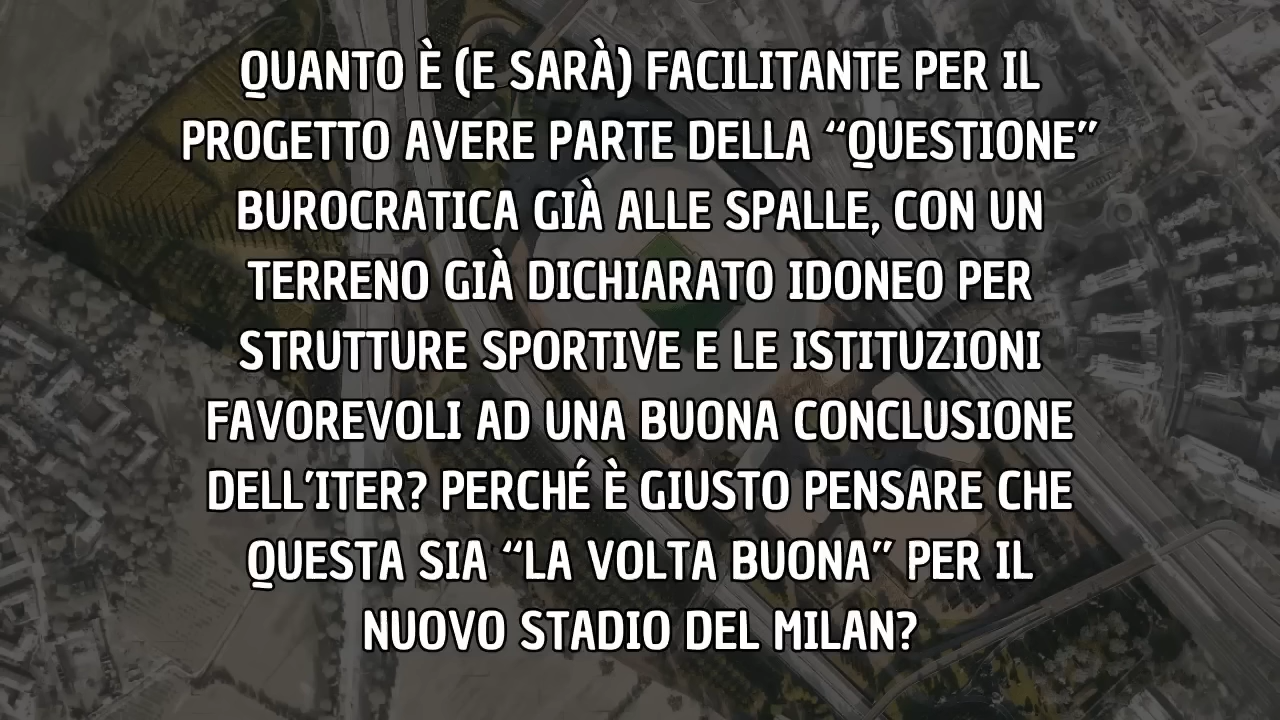 QUANTO È (E SARÀ) FACILITANTE PER IL
PROGETTO AVERE PARTE DELLA “QUESTIONE”
BUROCRATICA GIÀ ALLE SPALLE, CON UN
TERRENO GIÀ DICHIARATO IDONEO PER
STRUTTURE SPORTIVE E LE ISTITUZIONI
FAVOREVOLI AD UNA BUONA CONCLUSIONE
DELL’ITER? PERCHÉ È GIUSTO PENSARE CHE
QUESTA SIA “LA VOLTA BUONA” PER IL
NUOVO STADIO DEL MILAN?